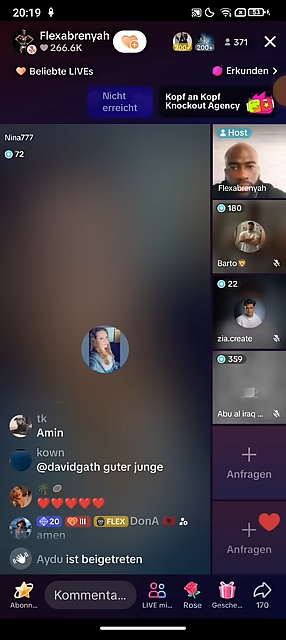 20:19
53
Flexabrenyah
266.6K
200+
200+
371
Beliebte LIVEs
Erkunden
Nicht
erreicht
Kopf an Kopf
Knockout Agency
Nina777
72
Host
Flexabrenyah
180
Barto
22
zia.create
359
Abu al iraq ...
Anfragen
Anfragen
tk
Amin
kown
@davidgath guter junge
20 III FLEX DonA
amen
Aydu ist beigetreten
Abonn...
Kommenta...
LIVE mi...
Rose
Gesche...
170